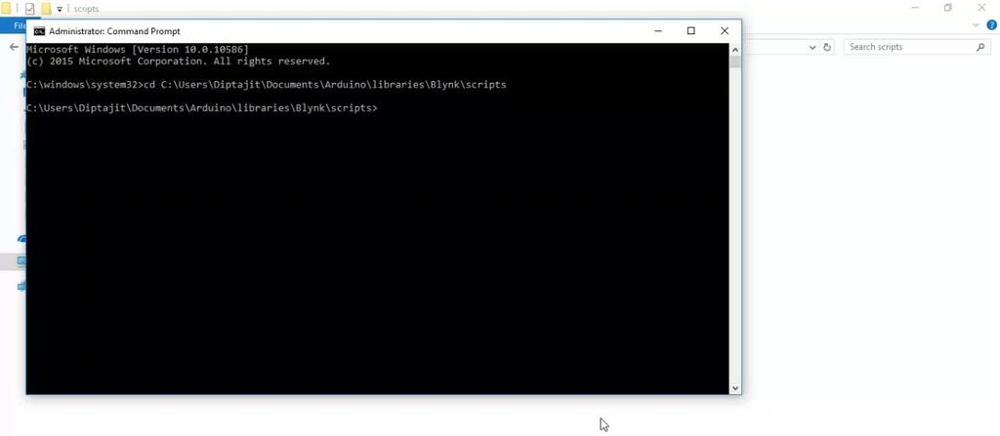 scripts
File
Administrator: Command Prompt
Microsoft Windows [Version 10.0.10586]
(c) 2015 Microsoft Corporation. All rights reserved.
C:\windows\system32>cd C:\Users\Diptajit\Documents\Arduino\libraries\Blynk\scripts
C:\Users\Diptajit\Documents\Arduino\libraries\Blynk\scripts>
Search scripts